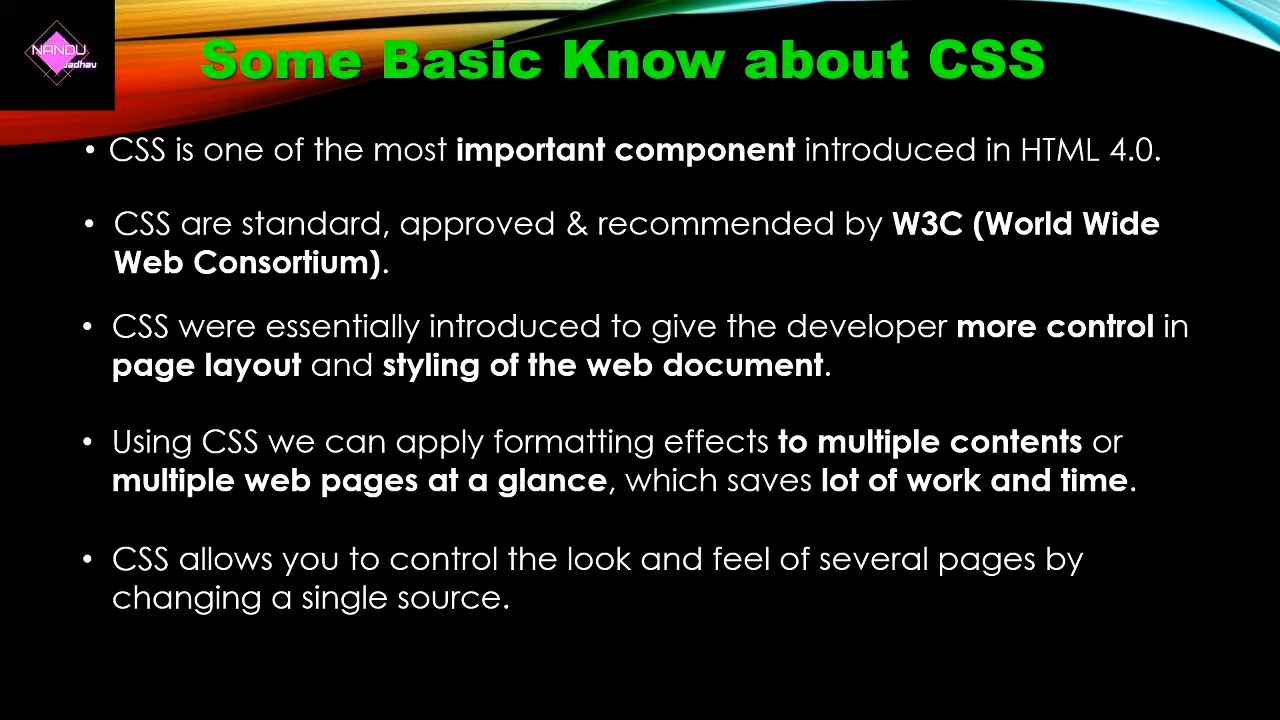 NANDU
Jadhav
Some Basic Know about CSS
• CSS is one of the most important component introduced in HTML 4.0.
• CSS are standard, approved & recommended by W3C (World Wide
Web Consortium).
• CSS were essentially introduced to give the developer more control in
page layout and styling of the web document.
• Using CSS we can apply formatting effects to multiple contents or
multiple web pages at a glance, which saves lot of work and time.
• CSS allows you to control the look and feel of several pages by
changing a single source.